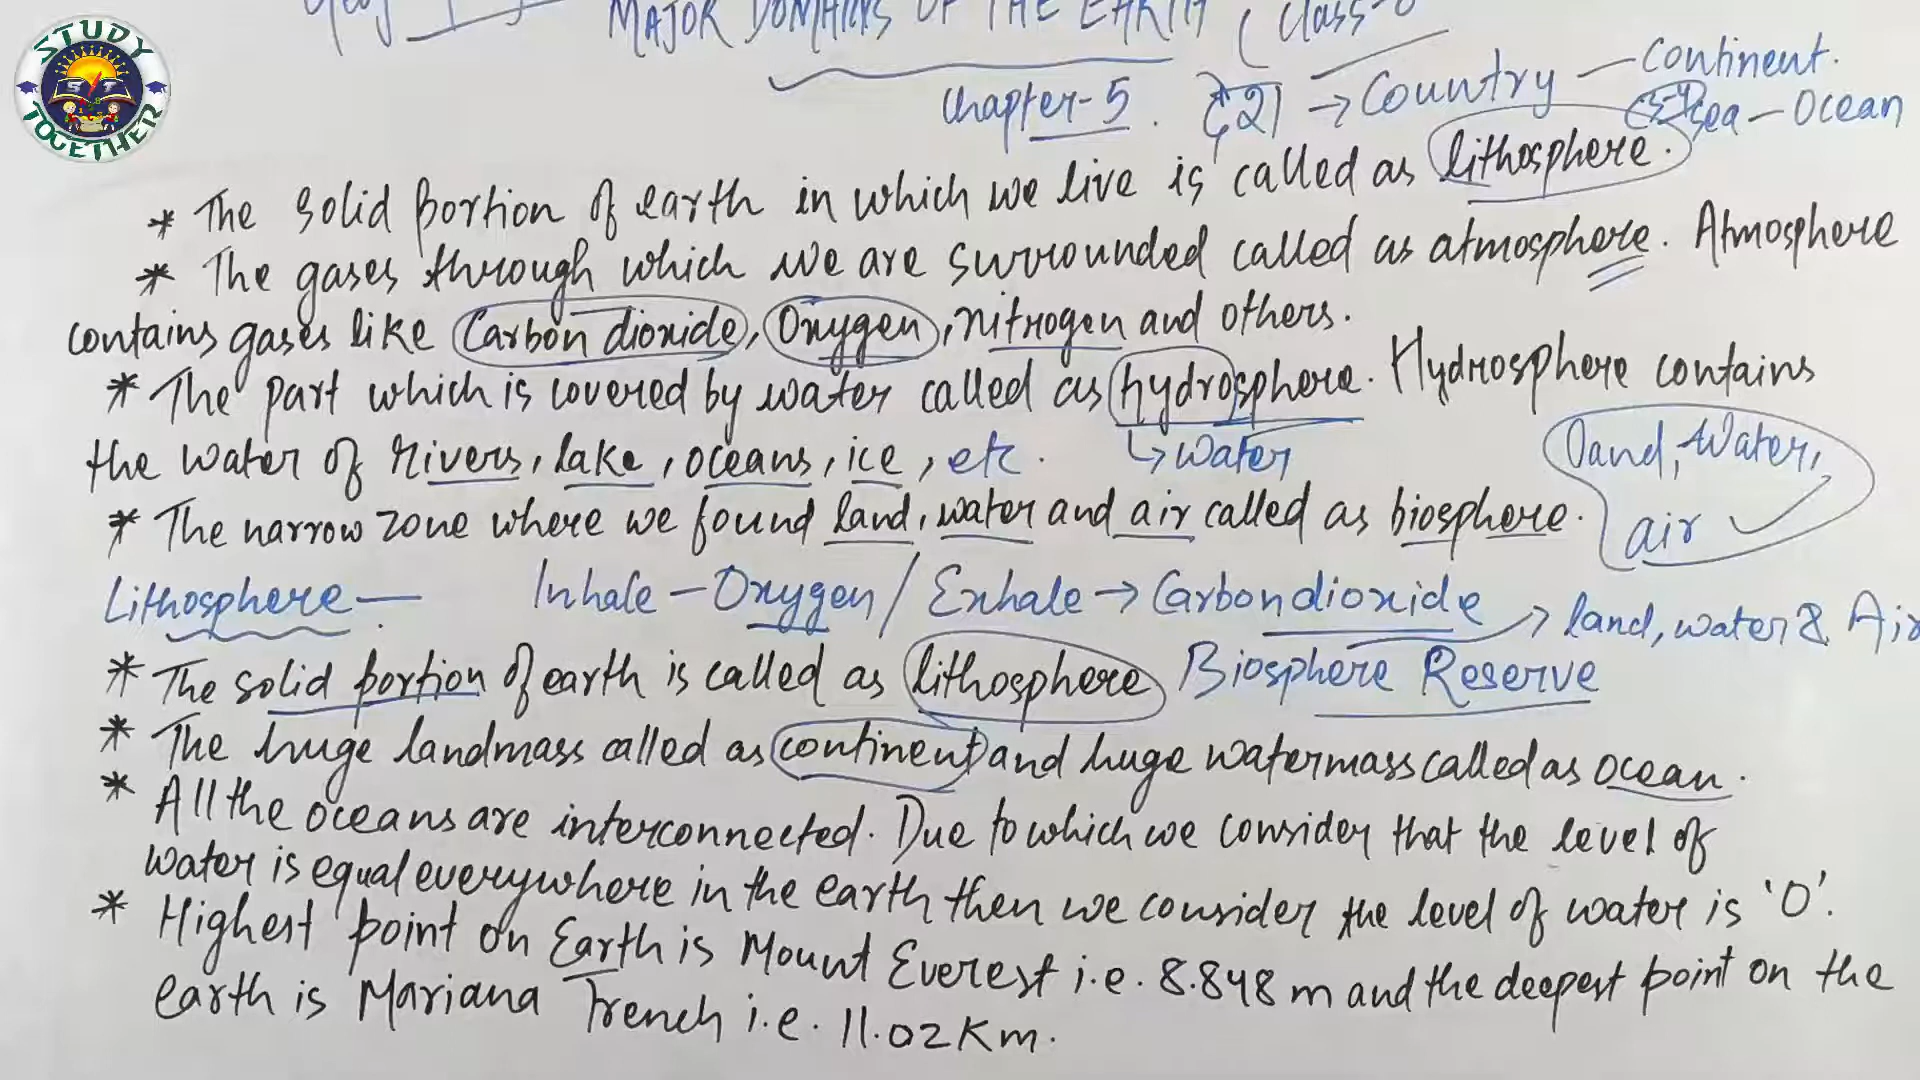 STUDY TOGETHER
S T
MAJOR DOMAINS OF THE EARTH (Class-6
Chapter-5. देश → Country — Continent.
sea — Ocean
* The solid portion of earth in which we live is called as lithosphere.
* The gases through which we are surrounded called as atmosphere. Atmosphere
contains gases like Carbon dioxide, Oxygen, nitrogen and others.
* The part which is covered by water called as hydrosphere. Hydrosphere contains
the water of rivers, lake, oceans, ice, etc. ↳ water
land, water,
* The narrow zone where we found land, water and air called as biosphere.
air
Lithosphere — Inhale — Oxygen / Exhale → Carbondioxide → land, water & Air
* The solid portion of earth is called as lithosphere Biosphere Reserve
* The huge landmass called as continent and huge watermass called as ocean.
* All the oceans are interconnected. Due to which we consider that the level of
water is equal everywhere in the earth then we consider the level of water is '0'.
* Highest point on Earth is Mount Everest i.e. 8.848 m and the deepest point on the
earth is Mariana Trench i.e. 11.02 Km.